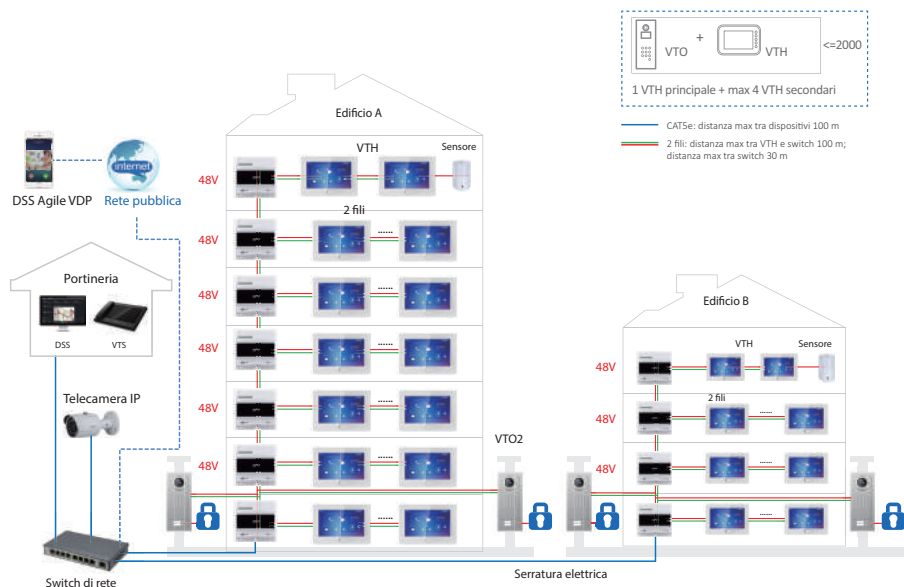 VTO
+
VTH
<=2000
1 VTH principale + max 4 VTH secondari
CAT5e: distanza max tra dispositivi 100 m
2 fili: distanza max tra VTH e switch 100 m;
distanza max tra switch 30 m
Edificio A
VTH
Sensore
48V
internet
DSS Agile VDP
Rete pubblica
2 fili
......
48V
Portineria
DSS
VTS
48V
......
48V
......
48V
......
Telecamera IP
48V
......
VTO2
......
Edificio B
VTH
Sensore
48V
2 fili
48V
......
48V
......
......
Switch di rete
Serratura elettrica